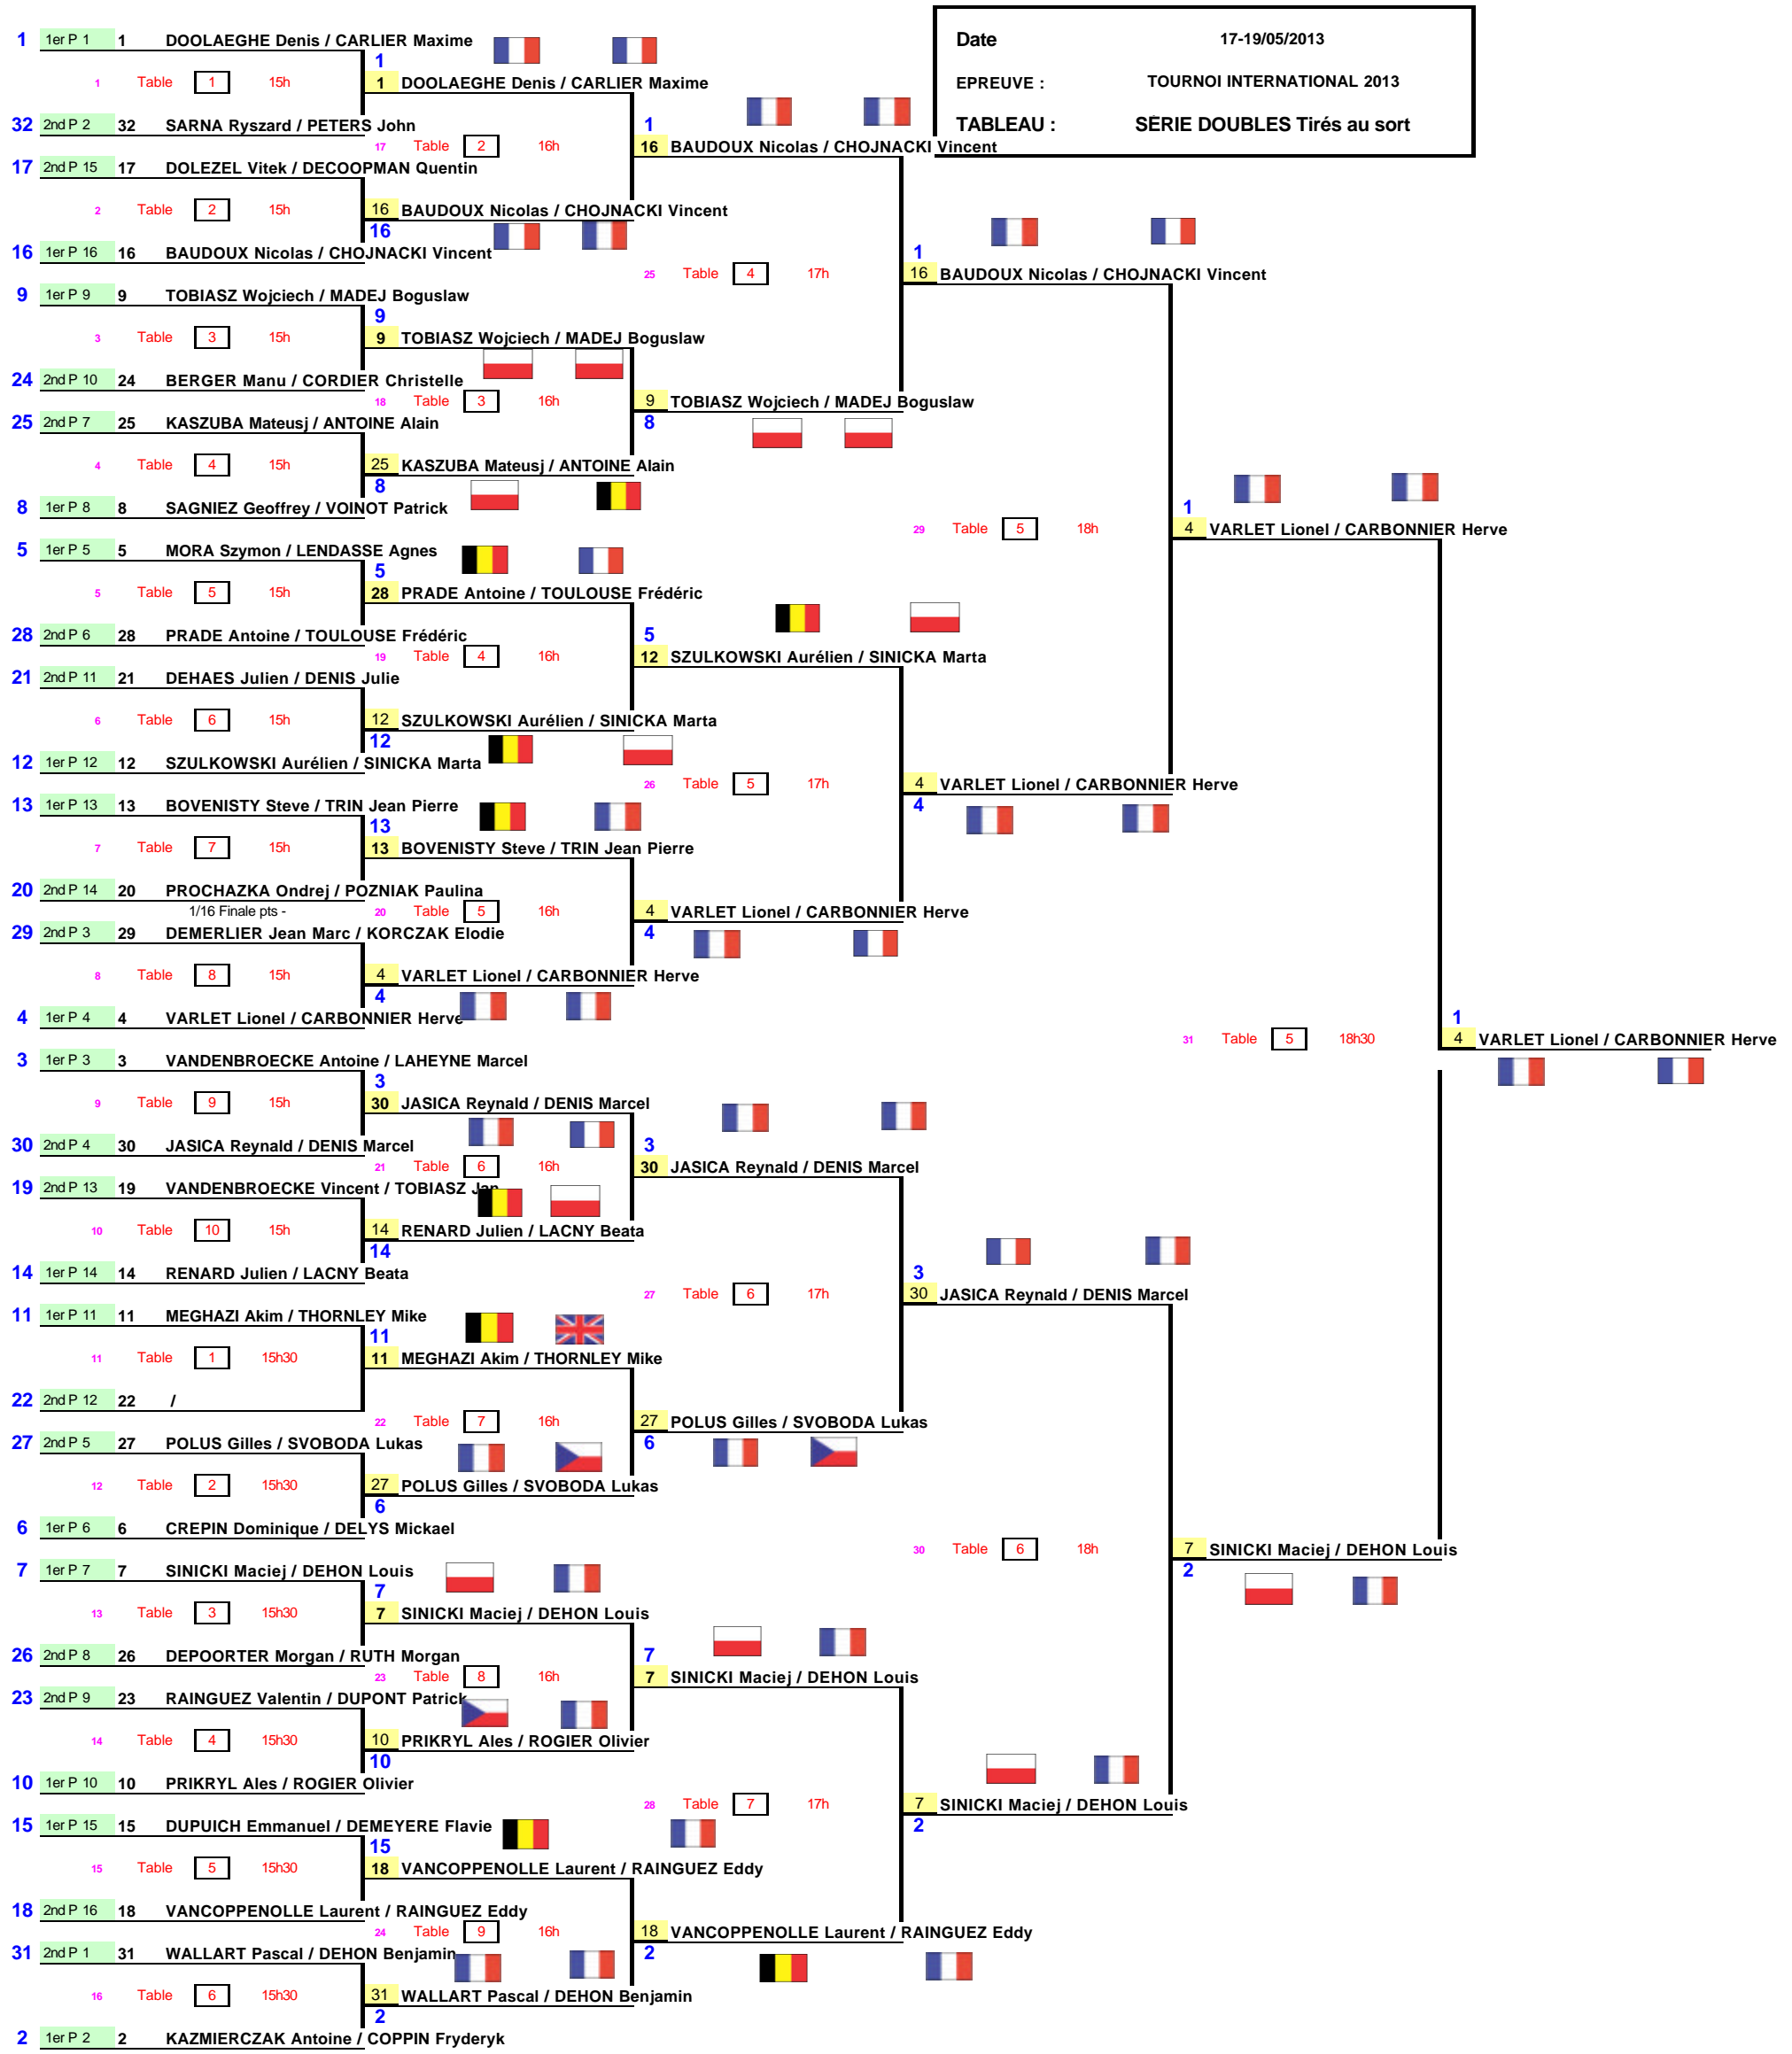 Date 17-19/05/2013
EPREUVE : TOURNOI INTERNATIONAL 2013
TABLEAU : SERIE DOUBLES Tirés au sort
1 1er P 1 1 DOOLAEGHE Denis / CARLIER Maxime
1
1 Table 1 15h
1 DOOLAEGHE Denis / CARLIER Maxime
32 2nd P 2 32 SARNA Ryszard / PETERS John
1
17 Table 2 16h
16 BAUDOUX Nicolas / CHOJNACKI Vincent
17 2nd P 15 17 DOLEZEL Vitek / DECOOPMAN Quentin
2 Table 2 15h
16 BAUDOUX Nicolas / CHOJNACKI Vincent
16
16 1er P 16 16 BAUDOUX Nicolas / CHOJNACKI Vincent
1
25 Table 4 17h
16 BAUDOUX Nicolas / CHOJNACKI Vincent
9 1er P 9 9 TOBIASZ Wojciech / MADEJ Boguslaw
9
3 Table 3 15h
9 TOBIASZ Wojciech / MADEJ Boguslaw
24 2nd P 10 24 BERGER Manu / CORDIER Christelle
18 Table 3 16h
9 TOBIASZ Wojciech / MADEJ Boguslaw
8
25 2nd P 7 25 KASZUBA Mateusj / ANTOINE Alain
4 Table 4 15h
25 KASZUBA Mateusj / ANTOINE Alain
8
8 1er P 8 8 SAGNIEZ Geoffrey / VOINOT Patrick
1
29 Table 5 18h
4 VARLET Lionel / CARBONNIER Herve
5 1er P 5 5 MORA Szymon / LENDASSE Agnes
5
5 Table 5 15h
28 PRADE Antoine / TOULOUSE Frédéric
28 2nd P 6 28 PRADE Antoine / TOULOUSE Frédéric
5
19 Table 4 16h
12 SZULKOWSKI Aurélien / SINICKA Marta
21 2nd P 11 21 DEHAES Julien / DENIS Julie
6 Table 6 15h
12 SZULKOWSKI Aurélien / SINICKA Marta
12
12 1er P 12 12 SZULKOWSKI Aurélien / SINICKA Marta
26 Table 5 17h
4 VARLET Lionel / CARBONNIER Herve
4
13 1er P 13 13 BOVENISTY Steve / TRIN Jean Pierre
13
7 Table 7 15h
13 BOVENISTY Steve / TRIN Jean Pierre
20 2nd P 14 20 PROCHAZKA Ondrej / POZNIAK Paulina
1/16 Finale pts -
20 Table 5 16h
4 VARLET Lionel / CARBONNIER Herve
4
29 2nd P 3 29 DEMERLIER Jean Marc / KORCZAK Elodie
8 Table 8 15h
4 VARLET Lionel / CARBONNIER Herve
4
4 1er P 4 4 VARLET Lionel / CARBONNIER Herve
1
31 Table 5 18h30
4 VARLET Lionel / CARBONNIER Herve
3 1er P 3 3 VANDENBROECKE Antoine / LAHEYNE Marcel
3
9 Table 9 15h
30 JASICA Reynald / DENIS Marcel
30 2nd P 4 30 JASICA Reynald / DENIS Marcel
3
21 Table 6 16h
30 JASICA Reynald / DENIS Marcel
19 2nd P 13 19 VANDENBROECKE Vincent / TOBIASZ Jan
10 Table 10 15h
14 RENARD Julien / LACNY Beata
14
14 1er P 14 14 RENARD Julien / LACNY Beata
3
27 Table 6 17h
30 JASICA Reynald / DENIS Marcel
11 1er P 11 11 MEGHAZI Akim / THORNLEY Mike
11
11 Table 1 15h30
11 MEGHAZI Akim / THORNLEY Mike
22 2nd P 12 22 /
22 Table 7 16h
27 POLUS Gilles / SVOBODA Lukas
6
27 2nd P 5 27 POLUS Gilles / SVOBODA Lukas
12 Table 2 15h30
27 POLUS Gilles / SVOBODA Lukas
6
6 1er P 6 6 CREPIN Dominique / DELYS Mickael
30 Table 6 18h
7 SINICKI Maciej / DEHON Louis
2
7 1er P 7 7 SINICKI Maciej / DEHON Louis
7
13 Table 3 15h30
7 SINICKI Maciej / DEHON Louis
26 2nd P 8 26 DEPOORTER Morgan / RUTH Morgan
7
23 Table 8 16h
7 SINICKI Maciej / DEHON Louis
23 2nd P 9 23 RAINGUEZ Valentin / DUPONT Patrick
14 Table 4 15h30
10 PRIKRYL Ales / ROGIER Olivier
10
10 1er P 10 10 PRIKRYL Ales / ROGIER Olivier
28 Table 7 17h
7 SINICKI Maciej / DEHON Louis
2
15 1er P 15 15 DUPUICH Emmanuel / DEMEYERE Flavie
15
15 Table 5 15h30
18 VANCOPPENOLLE Laurent / RAINGUEZ Eddy
18 2nd P 16 18 VANCOPPENOLLE Laurent / RAINGUEZ Eddy
24 Table 9 16h
18 VANCOPPENOLLE Laurent / RAINGUEZ Eddy
2
31 2nd P 1 31 WALLART Pascal / DEHON Benjamin
16 Table 6 15h30
31 WALLART Pascal / DEHON Benjamin
2
2 1er P 2 2 KAZMIERCZAK Antoine / COPPIN Fryderyk